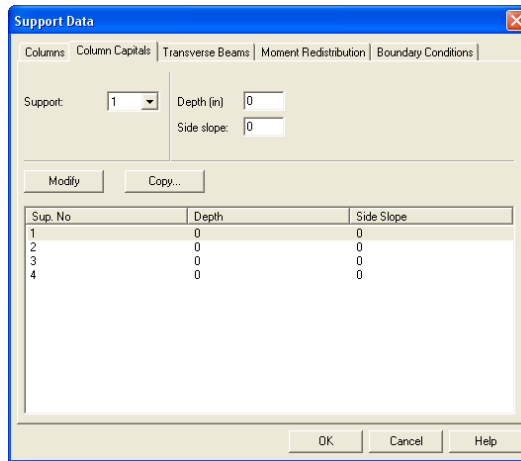 Support Data
Columns Column Capitals Transverse Beams Moment Redistribution Boundary Conditions
Support: 1 Depth (in) 0
Side slope: 0
Modify Copy...
Sup. No Depth Side Slope
1 0 0
2 0 0
3 0 0
4 0 0
OK Cancel Help